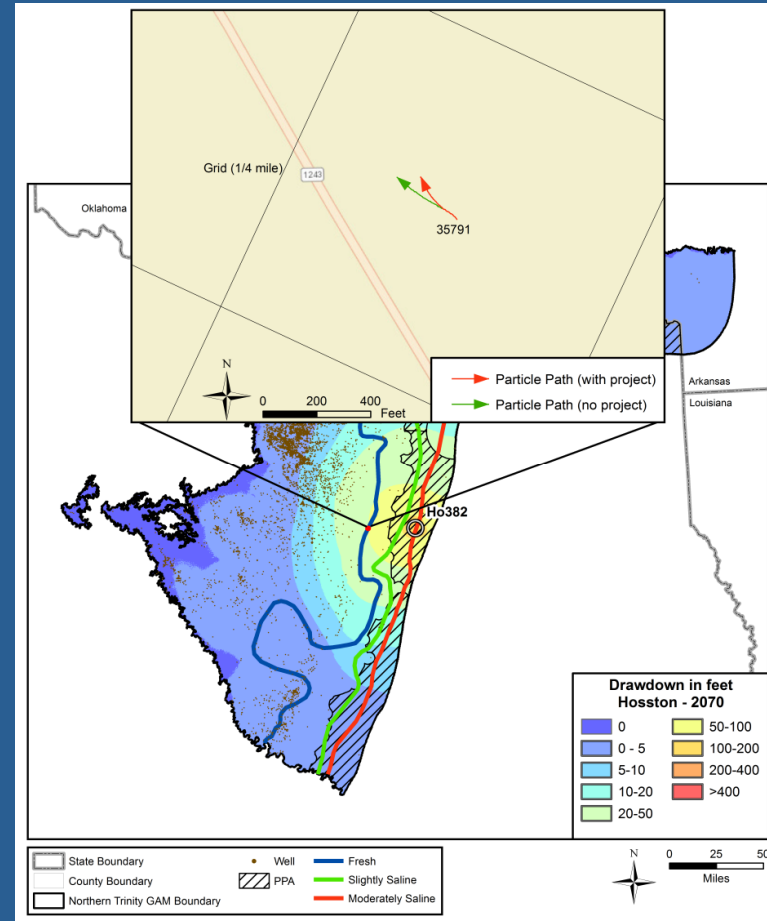 Grid (1/4 mile)
1243
35791
Oklahoma
N
0 200 400
Feet
Particle Path (with project)
Particle Path (no project)
Arkansas
Louisiana
Ho382
Drawdown in feet
Hosston - 2070
0
0 - 5
5-10
10-20
20-50
50-100
100-200
200-400
>400
State Boundary
County Boundary
Northern Trinity GAM Boundary
Well
PPA
Fresh
Slightly Saline
Moderately Saline
N
0 25 50
Miles